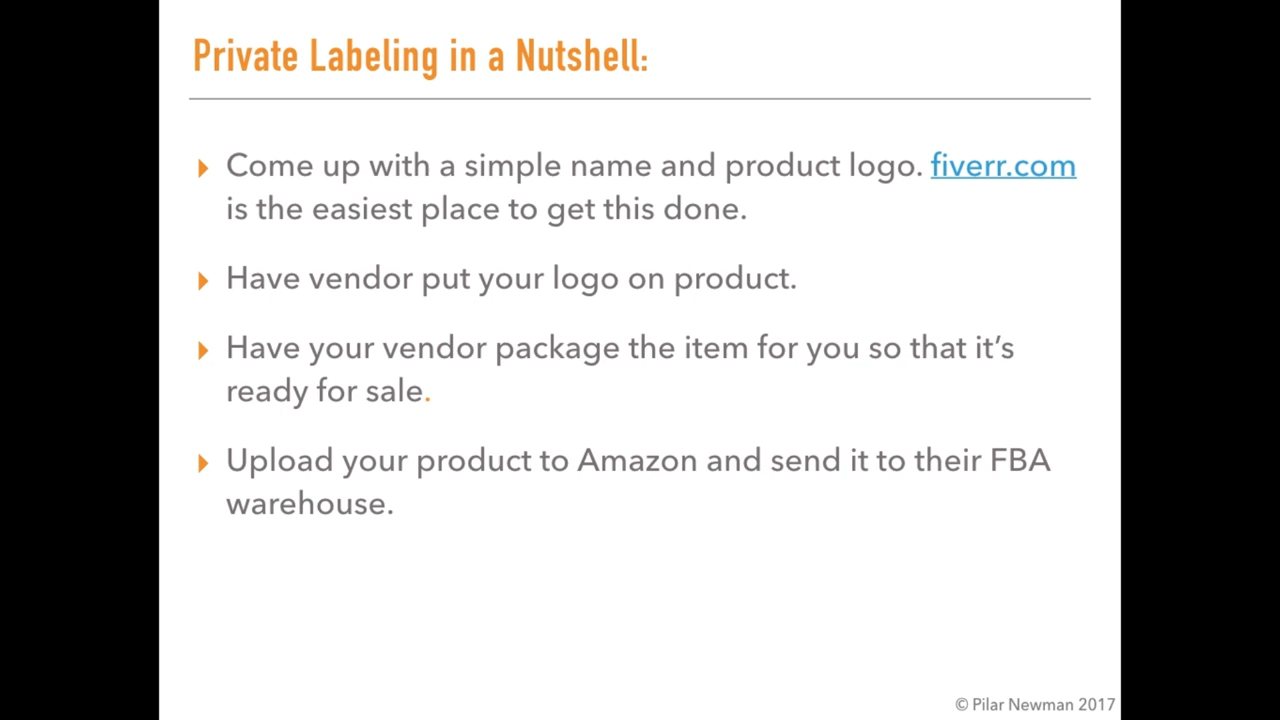 Private Labeling in a Nutshell:
Come up with a simple name and product logo. fiverr.com
is the easiest place to get this done.
Have vendor put your logo on product.
Have your vendor package the item for you so that it’s
ready for sale.
Upload your product to Amazon and send it to their FBA
warehouse.
© Pilar Newman 2017